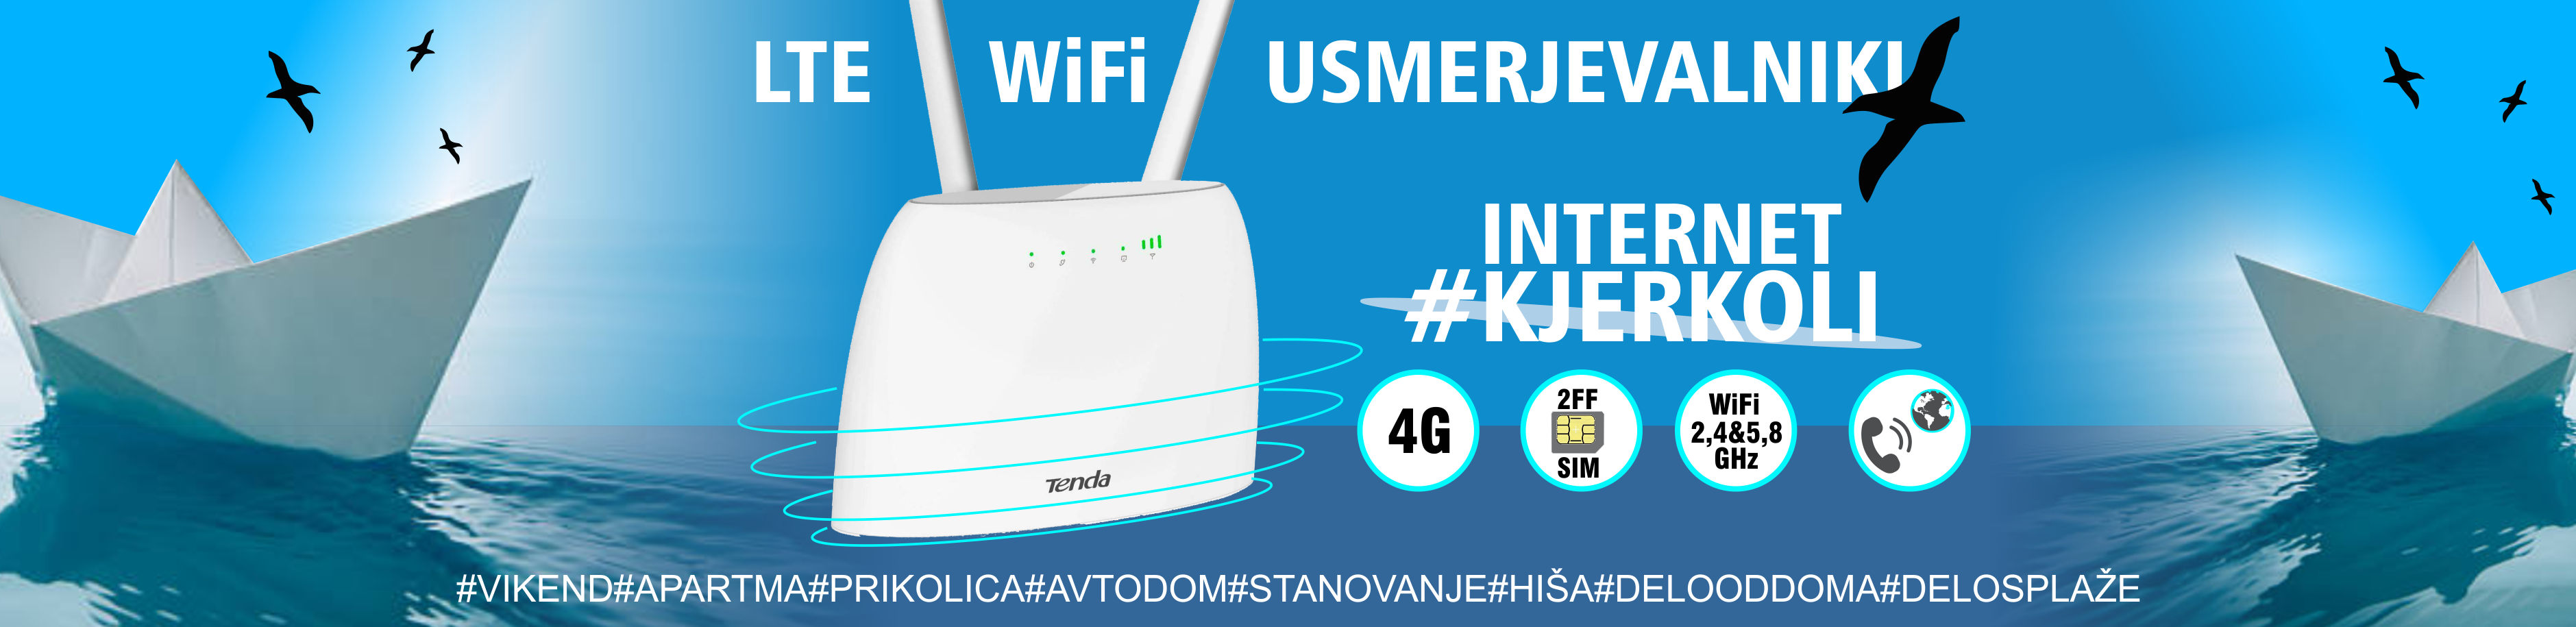 LTE WiFi USMERJEVALNIKI
INTERNET
#KJERKOLI
4G
2FF
SIM
WiFi
2,4&5,8
GHz
Tenda
#VIKEND#APARTMA#PRIKOLICA#AVTODOM#STANOVANJE#HIŠA#DELOODDOMA#DELOSPLAŽE